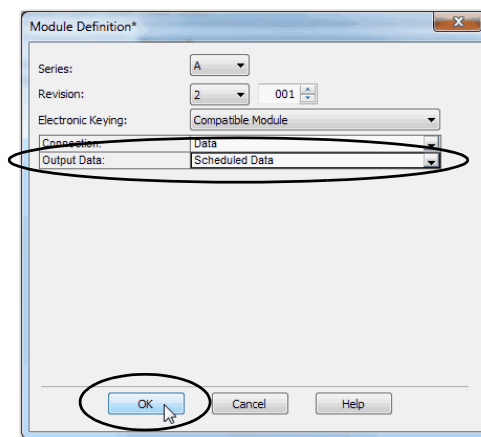 Module Definition*
Series: A
Revision: 2 001
Electronic Keying: Compatible Module
Connection: Data
Output Data: Scheduled Data
OK Cancel Help